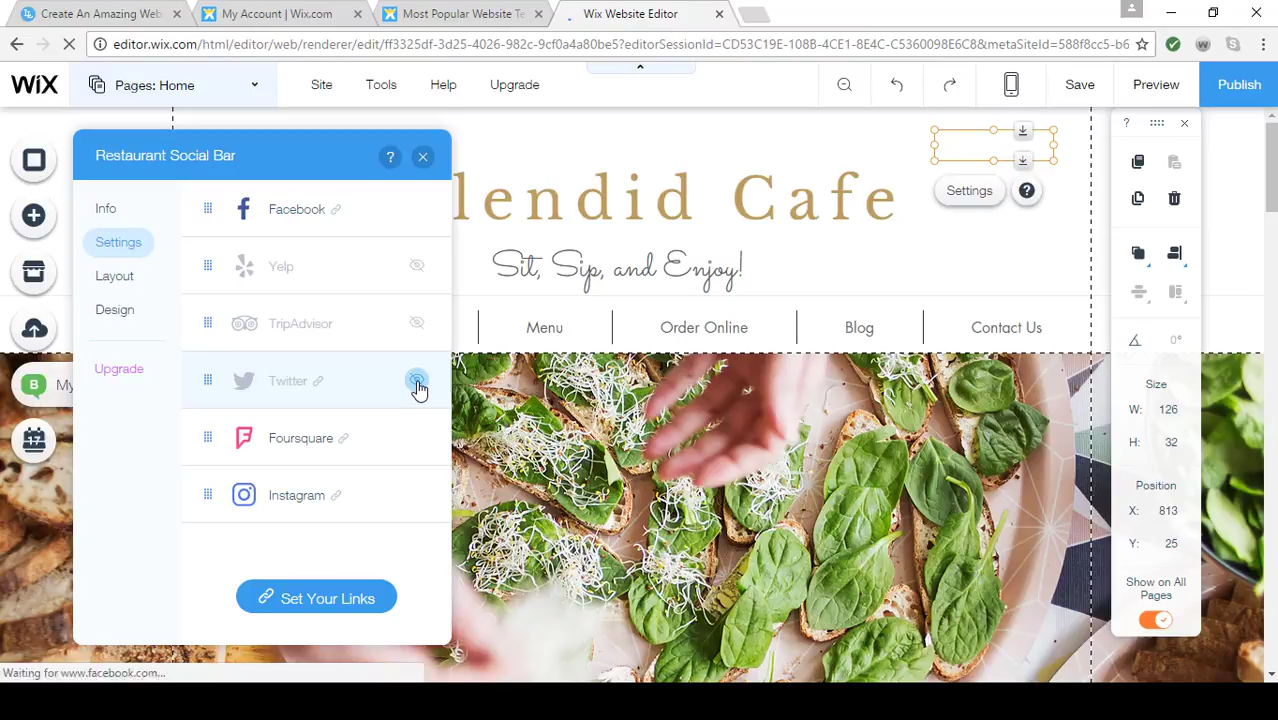 Create An Amazing Web
My Account | Wix.com
Most Popular Website Te
Wix Website Editor
editor.wix.com/html/editor/web/renderer/edit/ff3325df-3d25-4026-982c-9cf0a4a80be5?editorSessionId=CD53C19E-108B-4CE1-8E4C-C5360098E6C8&metaSiteId=588f8cc5-b6
WiX
Pages: Home
Site
Tools
Help
Upgrade
Save
Preview
Publish
Restaurant Social Bar
?
Info
Settings
Layout
Design
Upgrade
Facebook
Yelp
TripAdvisor
Twitter
Foursquare
Instagram
Set Your Links
lendid Cafe
Sit, Sip, and Enjoy!
Settings
?
Menu
Order Online
Blog
Contact Us
B
My
17
?
0°
Size
W: 126
H: 32
Position
X: 813
Y: 25
Show on All
Pages
Waiting for www.facebook.com...